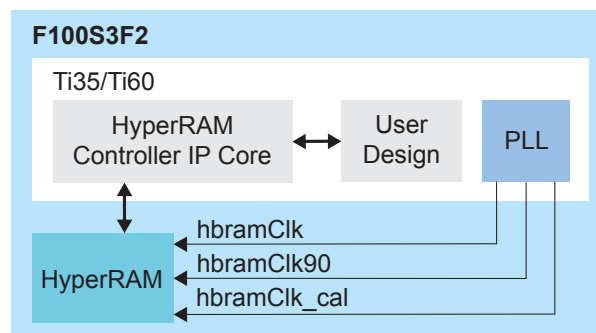 F100S3F2
Ti35/Ti60
HyperRAM
Controller IP Core
User
Design
PLL
HyperRAM
hbramClk
hbramClk90
hbramClk_cal